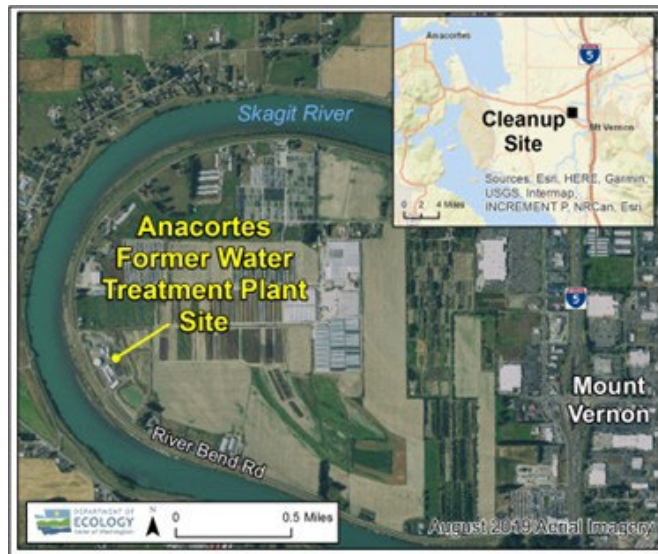 Skagit River
Anacortes
Former Water
Treatment Plant
Site
River Bend Rd
Mount
Vernon
5
Anacortes
5
Cleanup
Site
Mt Vernon
Sources: Esri, HERE, Garmin,
USGS, Intermap,
INCREMENT P, NRCan, Esri
0 2 4 Miles
DEPARTMENT OF
ECOLOGY
State of Washington
N
0 0.5 Miles
August 2019 Aerial Imagery